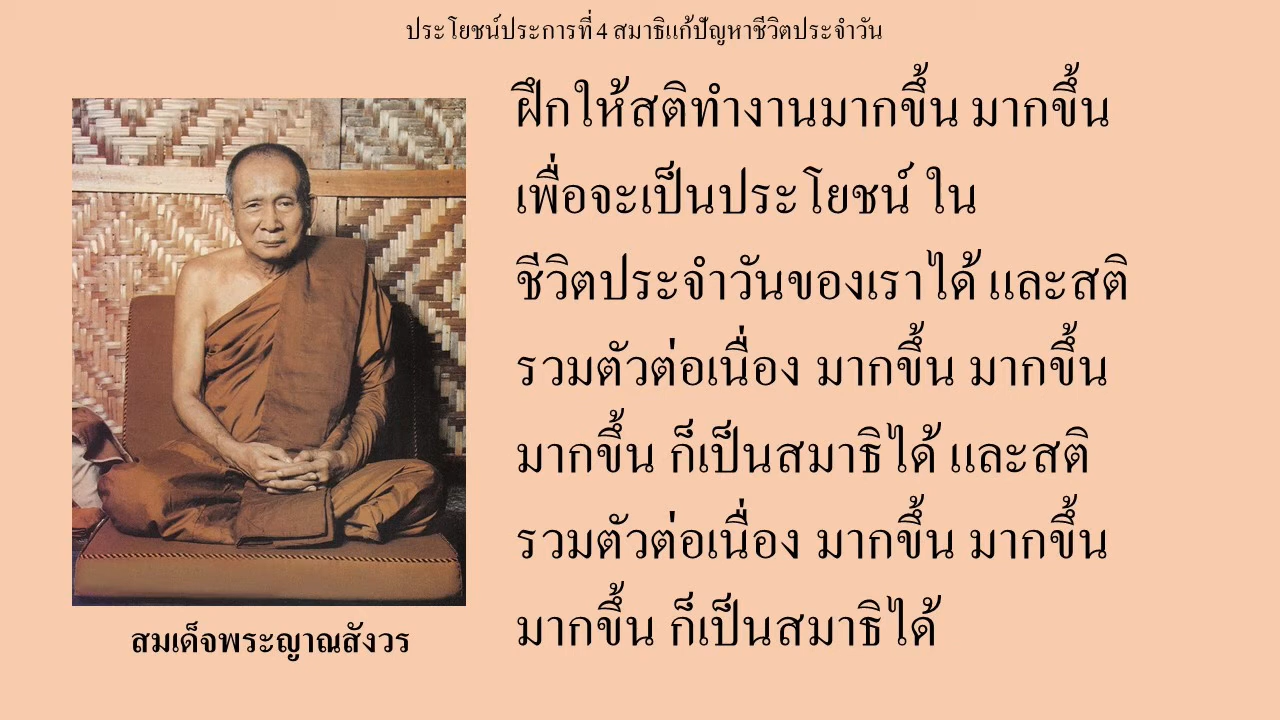 ประโยชน์ประการที่ 4 สมาธิแก้ปัญหาชีวิตประจำวัน
ฝึกให้สติทำงานมากขึ้น มากขึ้น
เพื่อจะเป็นประโยชน์ ใน
ชีวิตประจำวันของเราได้ และสติ
รวมตัวต่อเนื่อง มากขึ้น มากขึ้น
มากขึ้น ก็เป็นสมาธิได้ และสติ
รวมตัวต่อเนื่อง มากขึ้น มากขึ้น
มากขึ้น ก็เป็นสมาธิได้
สมเด็จพระญาณสังวร